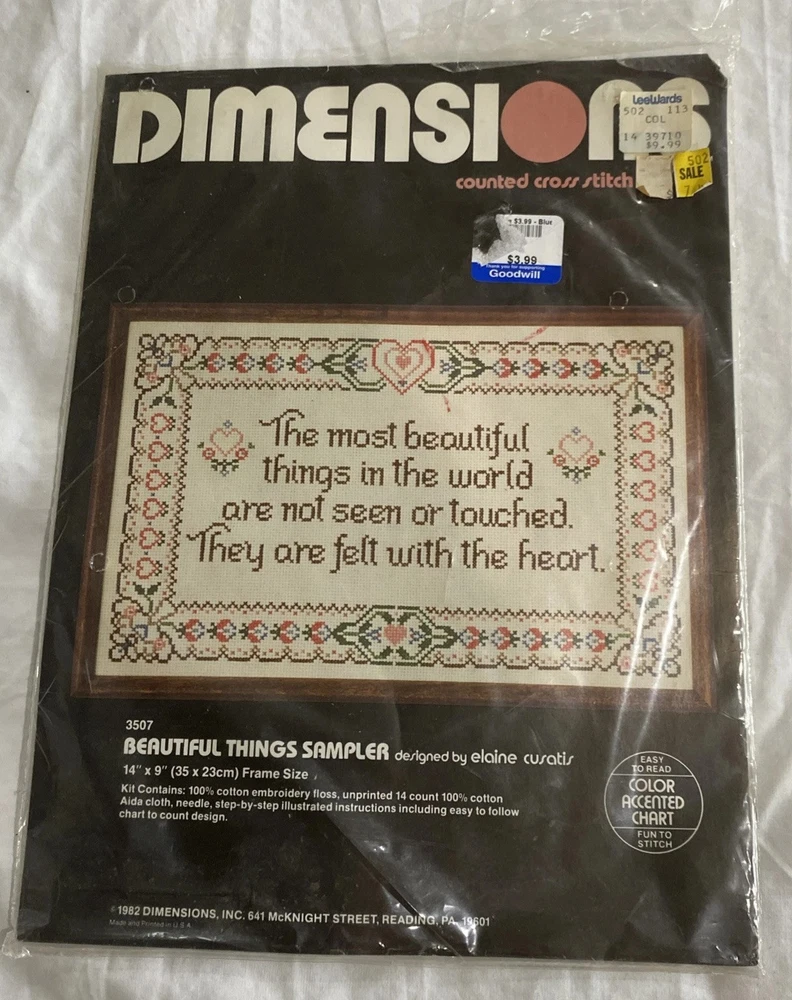 DIMENSIONS
counted cross stitch
LeeWards
502 113
COL
14 39710
$9.99
502
SALE
$3.99 - Blue
$3.99
Thank you for supporting
Goodwill
The most beautiful
things in the world
are not seen or touched.
They are felt with the heart.
3507
BEAUTIFUL THINGS SAMPLER designed by elaine curatis
14" x 9" (35 x 23cm) Frame Size
Kit Contains: 100% cotton embroidery floss, unprinted 14 count 100% cotton
Aida cloth, needle, step-by-step illustrated instructions including easy to follow
chart to count design.
EASY
TO READ
COLOR
ACCENTED
CHART
FUN TO
STITCH
©1982 DIMENSIONS, INC. 641 McKNIGHT STREET, READING, PA. 19601
Made and Printed in U.S.A.